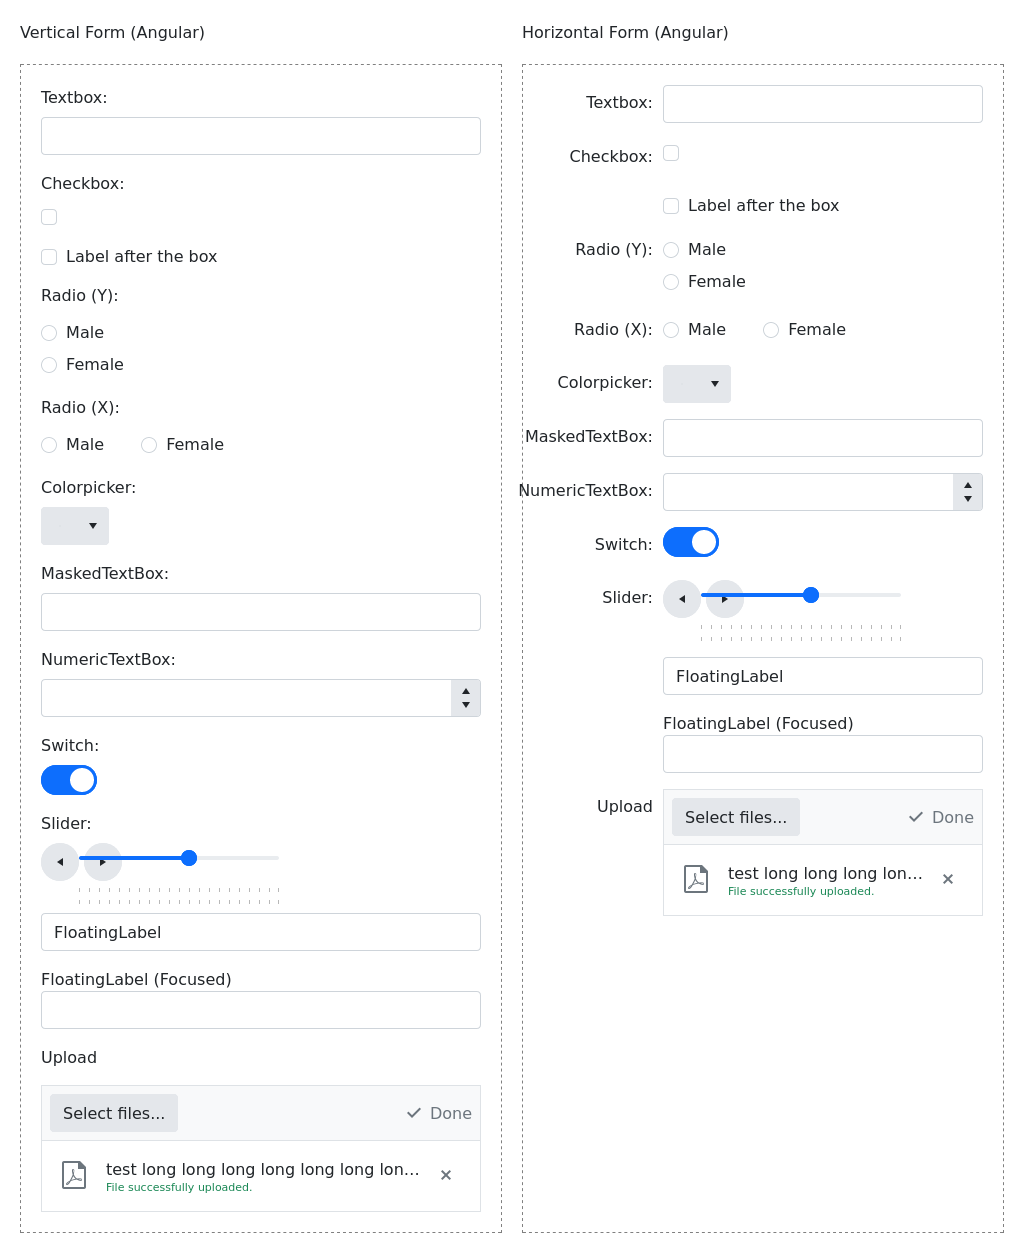 Vertical Form (Angular)
Textbox:
Checkbox:
Label after the box
Radio (Y):
Male
Female
Radio (X):
Male Female
Colorpicker:
MaskedTextBox:
NumericTextBox:
Switch:
Slider:
FloatingLabel
FloatingLabel (Focused)
Upload
Select files... Done
test long long long long long long lon...
File successfully uploaded.
Horizontal Form (Angular)
Textbox:
Checkbox:
Label after the box
Radio (Y): Male
Female
Radio (X): Male Female
Colorpicker:
MaskedTextBox:
NumericTextBox:
Switch:
Slider:
FloatingLabel
FloatingLabel (Focused)
Upload Select files... Done
test long long long lon...
File successfully uploaded.